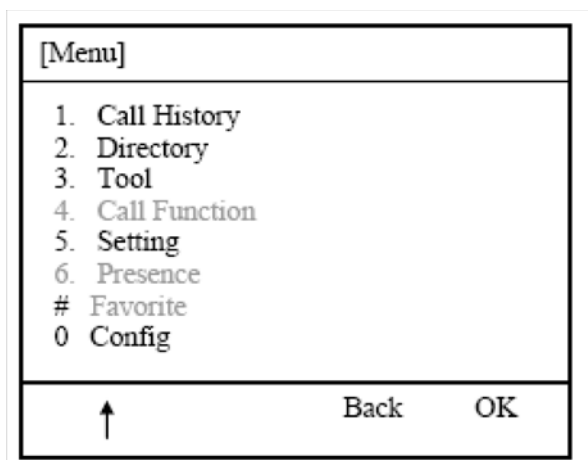 [Menu]
1. Call History
2. Directory
3. Tool
4. Call Function
5. Setting
6. Presence
# Favorite
0 Config
↑ Back OK